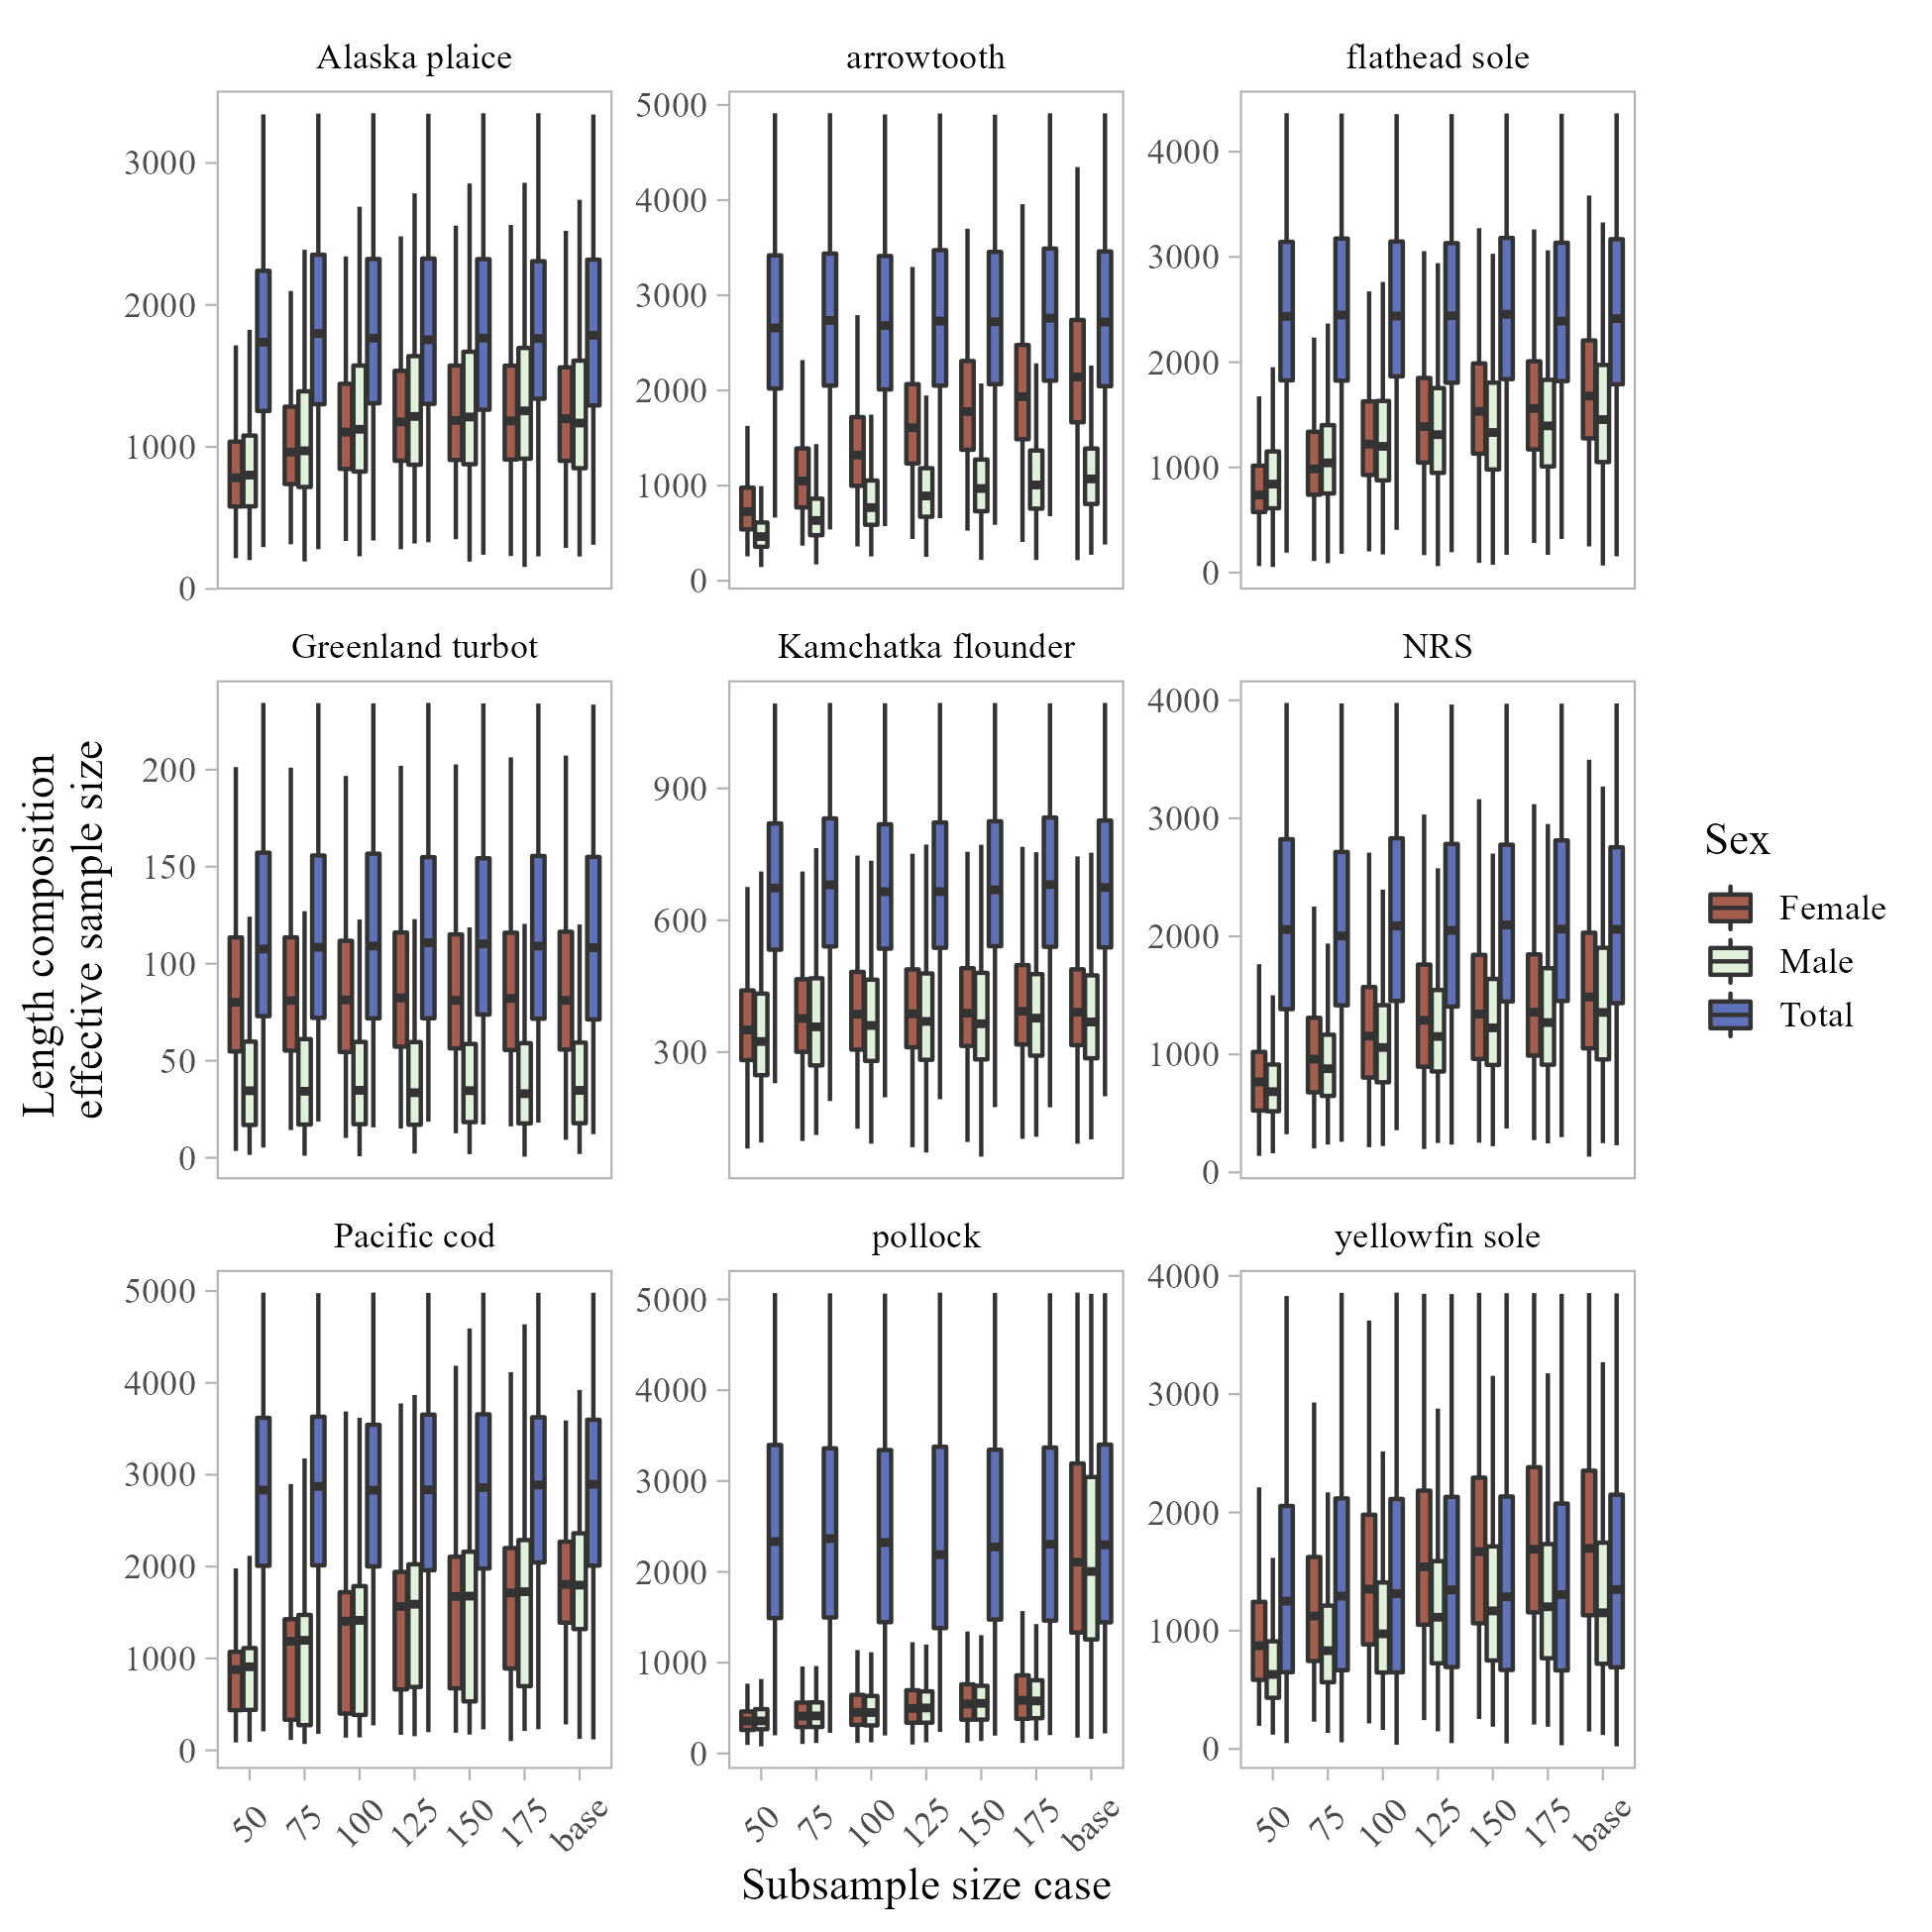 Alaska plaice
arrowtooth
flathead sole
3000
2000
1000
0
5000
4000
3000
2000
1000
0
4000
3000
2000
1000
0
Greenland turbot
Kamchatka flounder
NRS
200
150
100
50
0
900
600
300
4000
3000
2000
1000
0
Pacific cod
pollock
yellowfin sole
5000
4000
3000
2000
1000
0
5000
4000
3000
2000
1000
0
4000
3000
2000
1000
0
50 75 100 125 150 175 base
50 75 100 125 150 175 base
50 75 100 125 150 175 base
Subsample size case
Length composition
effective sample size
Sex
Female
Male
Total